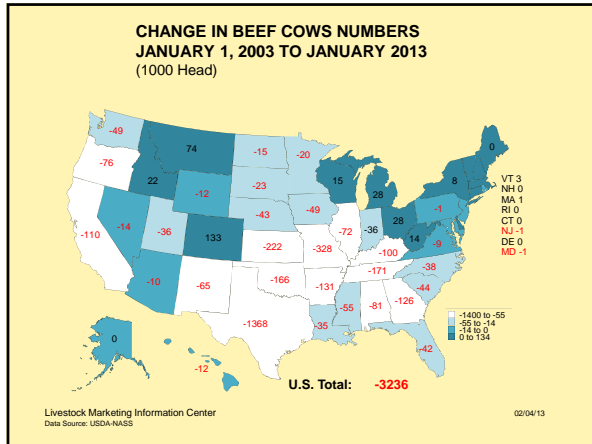 CHANGE IN BEEF COWS NUMBERS
JANUARY 1, 2003 TO JANUARY 2013
(1000 Head)
-49
74
-15
-20
0
-76
22
-12
-23
15
28
8
VT 3
NH 0
MA 1
RI 0
CT 0
NJ -1
DE 0
MD -1
-43
-49
-1
-14
-36
133
-72
-36
28
14
-9
-110
-222
-328
-100
-171
-38
-10
-65
-166
-131
-44
-55
-81
-126
-1368
-35
-42
0
-12
-1400 to -55
-55 to -14
-14 to 0
0 to 134
U.S. Total: -3236
Livestock Marketing Information Center
Data Source: USDA-NASS
02/04/13